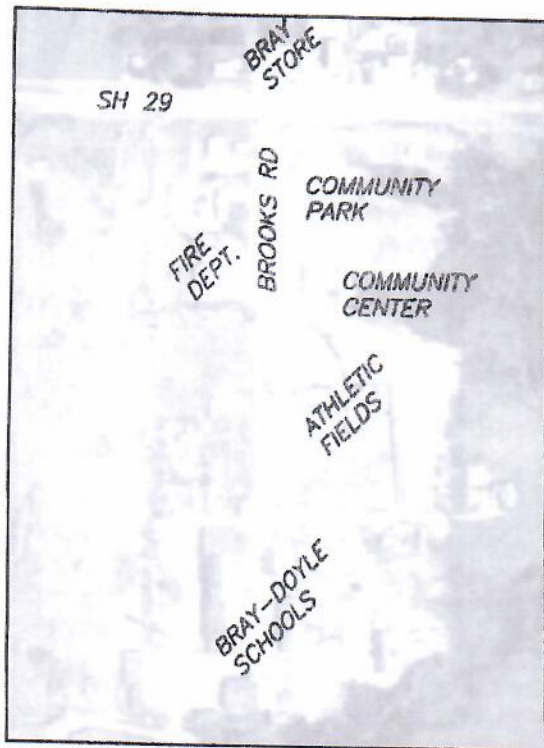 BRAY
STORE
SH 29
BROOKS RD
COMMUNITY
PARK
FIRE
DEPT.
COMMUNITY
CENTER
ATHLETIC
FIELDS
BRAY-DOYLE
SCHOOLS